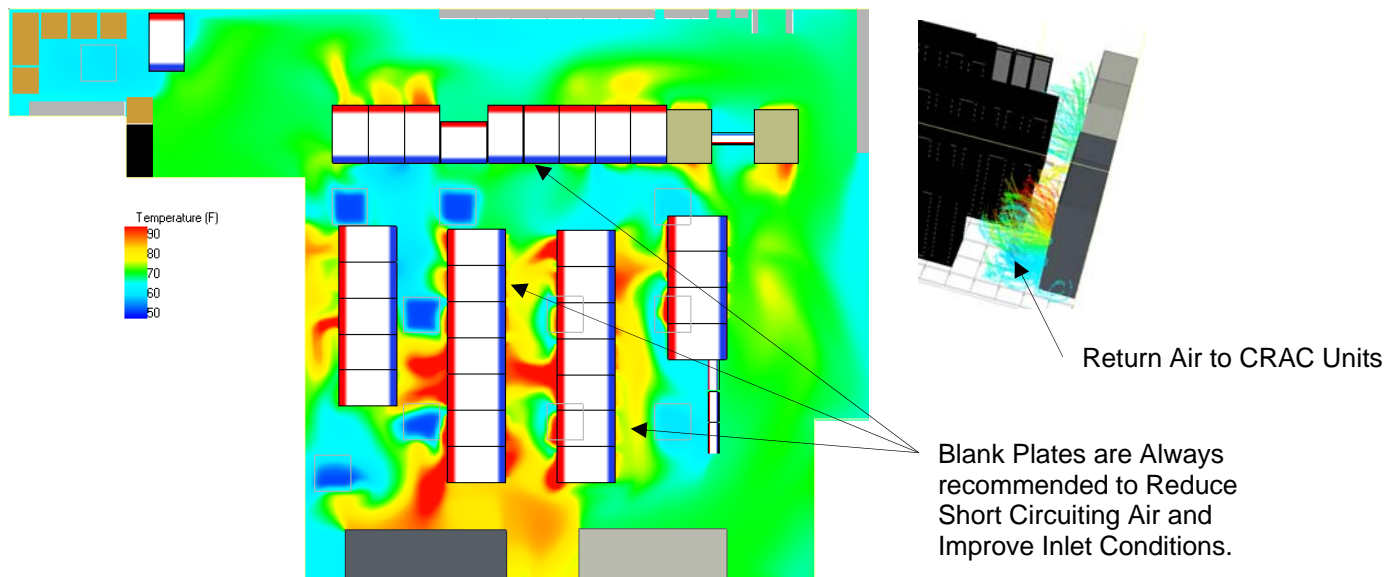 Temperature (F)
90
80
70
60
50
Return Air to CRAC Units
Blank Plates are Always
recommended to Reduce
Short Circuiting Air and
Improve Inlet Conditions.